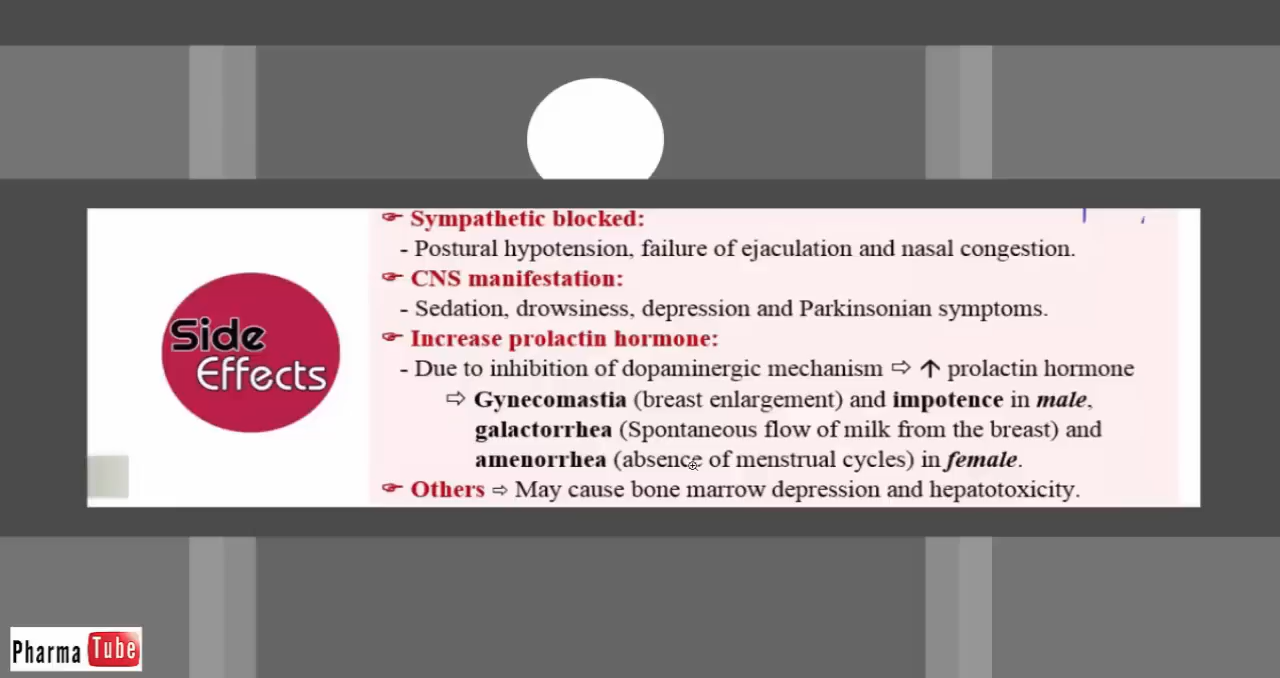 ☞ Sympathetic blocked:
- Postural hypotension, failure of ejaculation and nasal congestion.
☞ CNS manifestation:
- Sedation, drowsiness, depression and Parkinsonian symptoms.
☞ Increase prolactin hormone:
- Due to inhibition of dopaminergic mechanism ⇨ ↑ prolactin hormone
⇨ Gynecomastia (breast enlargement) and impotence in male,
galactorrhea (Spontaneous flow of milk from the breast) and
amenorrhea (absence of menstrual cycles) in female.
☞ Others ⇨ May cause bone marrow depression and hepatotoxicity.
Side
Effects
Pharma Tube